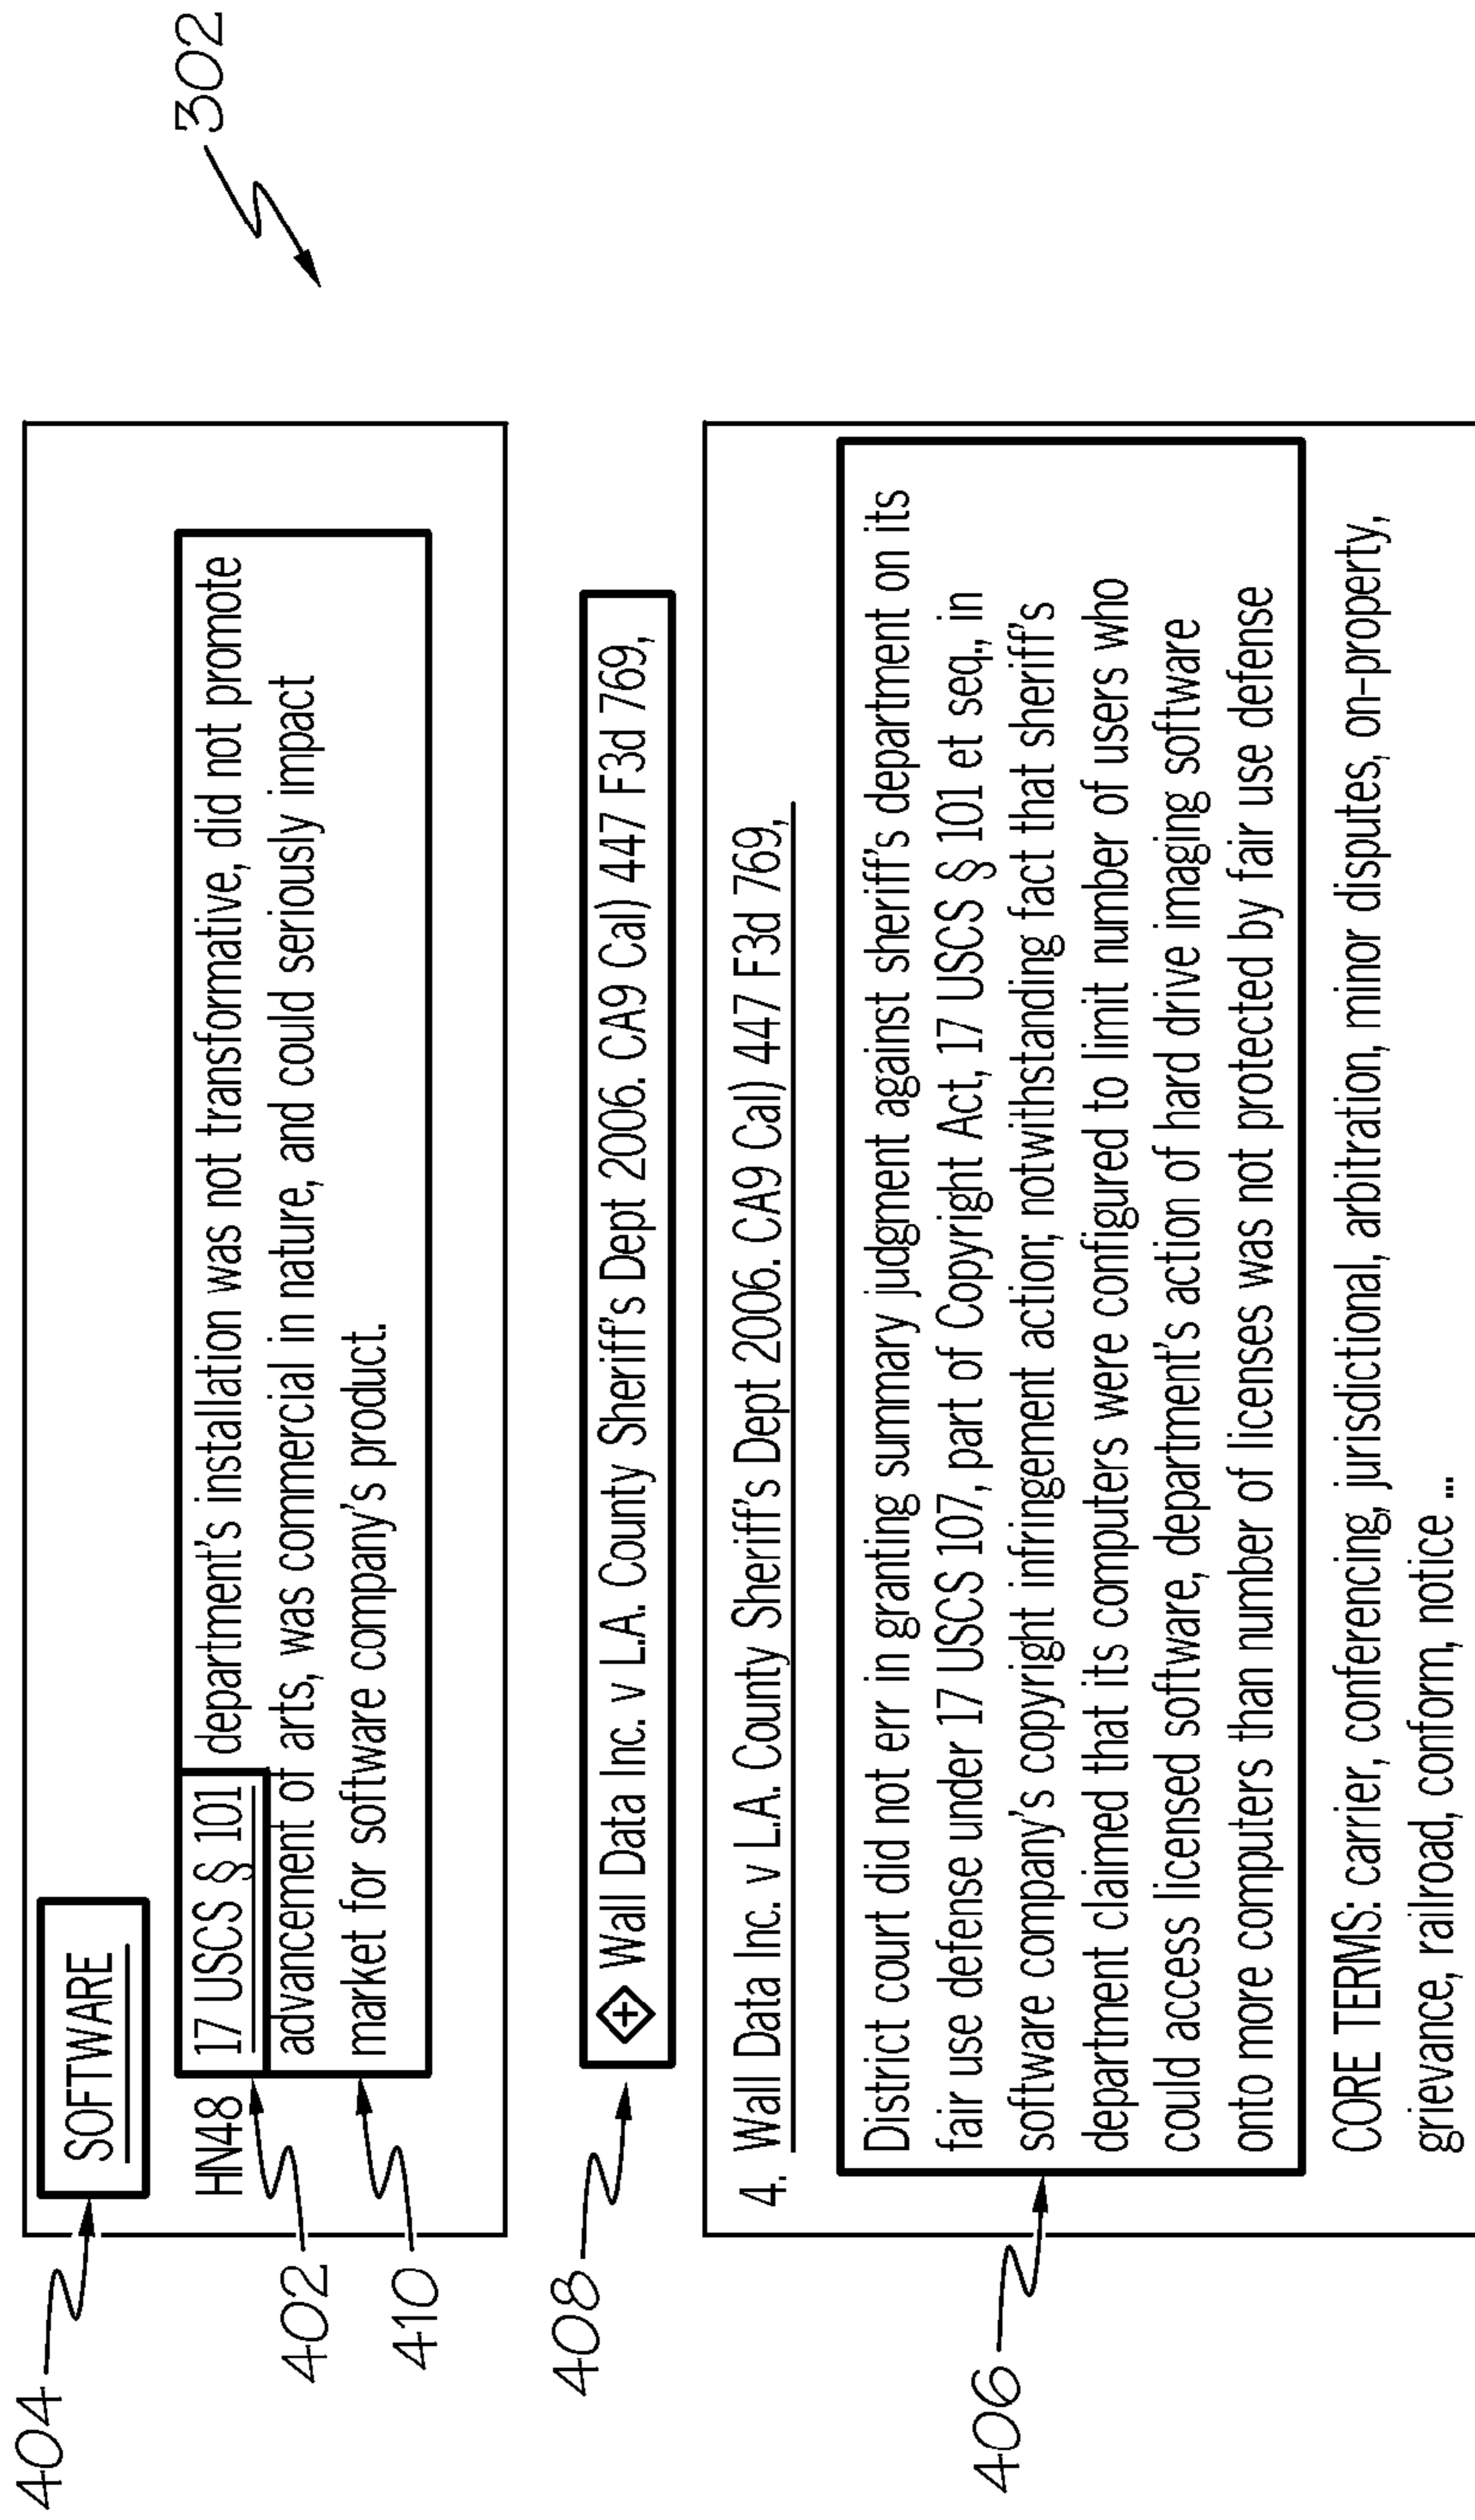 302
404
SOFTWARE
HN48 17 USCS § 101 department's installation was not transformative, did not promote
advancement of arts, was commercial in nature, and could seriously impact
market for software company's product.
402
410
408
Wall Data Inc. v L.A. County Sheriff's Dept 2006. CA9 Cal) 447 F3d 769,
4. Wall Data Inc. v L.A. County Sheriff's Dept 2006. CA9 Cal) 447 F3d 769,
District court did not err in granting summary judgment against sheriff's department on its
fair use defense under 17 USCS 107, part of Copyright Act, 17 USCS § 101 et seq., in
software company's copyright infringement action; notwithstanding fact that sheriff's
department claimed that its computers were configured to limit number of users who
could access licensed software, department's action of hard drive imaging software
onto more computers than number of licenses was not protected by fair use defense
406
CORE TERMS: carrier, conferencing, jurisdictional, arbitration, minor disputes, on-property,
grievance, railroad, conform, notice ...